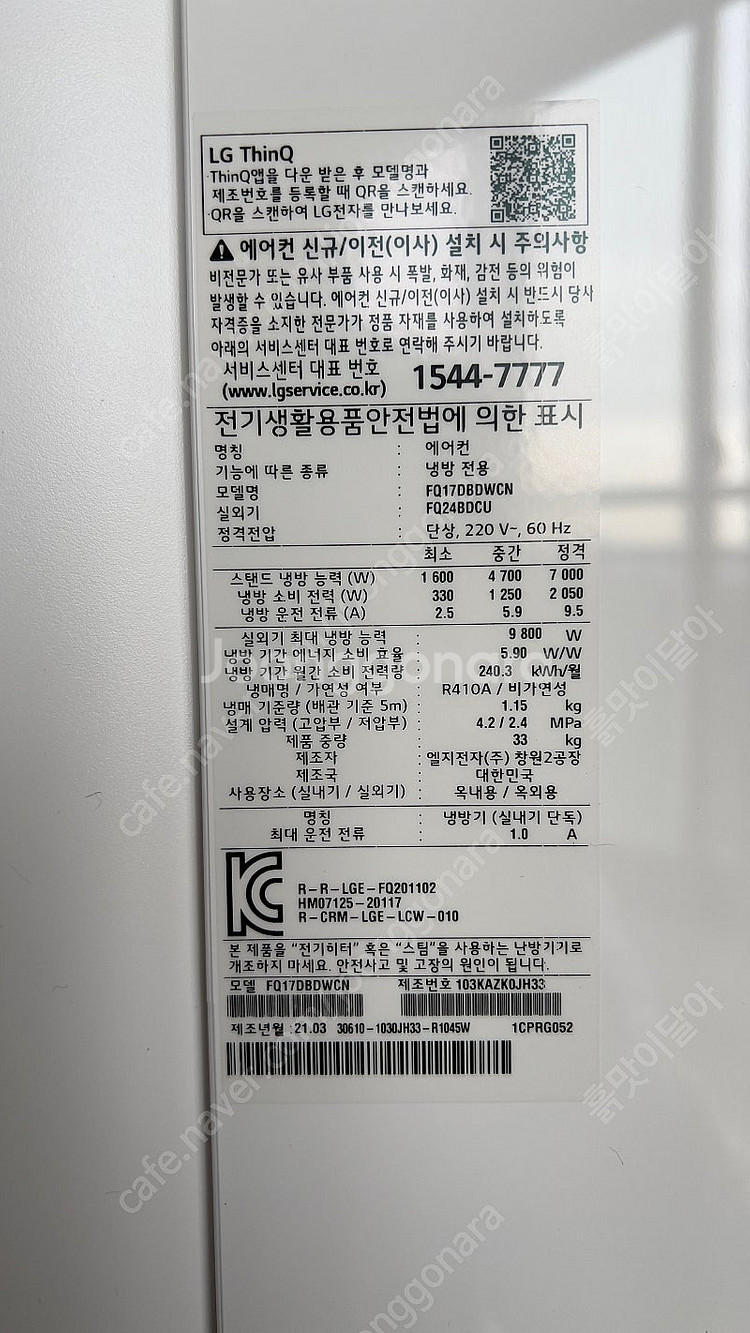 LG ThinQ
·ThinQ앱을 다운 받은 후 모델명과
제조번호를 등록할 때 QR을 스캔하세요.
·QR을 스캔하여 LG전자를 만나보세요.
에어컨 신규/이전(이사) 설치 시 주의사항
비전문가 또는 유사 부품 사용 시 폭발, 화재, 감전 등의 위험이
발생할 수 있습니다. 에어컨 신규/이전(이사) 설치 시 반드시 당사
자격증을 소지한 전문가가 정품 자재를 사용하여 설치하도록
아래의 서비스센터 대표 번호로 연락해 주시기 바랍니다.
서비스센터 대표 번호 1544-7777
(www.lgservice.co.kr)
전기생활용품안전법에 의한 표시
명칭 : 에어컨
기능에 따른 종류 : 냉방 전용
모델명 : FQ17DBDWCN
실외기 : FQ24BDCU
정격전압 : 단상, 220 V~, 60 Hz
최소 중간 정격
스탠드 냉방 능력 (W) 1 600 4 700 7 000
냉방 소비 전력 (W) 330 1 250 2 050
냉방 운전 전류 (A) 2.5 5.9 9.5
실외기 최대 냉방 능력 : 9 800 W
냉방 기간 에너지 소비 효율 : 5.90 W/W
냉방 기간 월간 소비 전력량 : 240.3 kWh/월
냉매명 / 가연성 여부 : R410A / 비가연성
냉매 기준량 (배관 기준 5m) : 1.15 kg
설계 압력 (고압부 / 저압부) : 4.2 / 2.4 MPa
제품 중량 : 33 kg
제조자 : 엘지전자(주) 창원2공장
제조국 : 대한민국
사용장소 (실내기 / 실외기) : 옥내용 / 옥외용
명칭 : 냉방기 (실내기 단독)
최대 운전 전류 : 1.0 A
R-R-LGE-FQ201102
HM07125-20117
R-CRM-LGE-LCW-010
본 제품을 "전기히터" 혹은 "스팀"을 사용하는 난방기기로
개조하지 마세요. 안전사고 및 고장의 원인이 됩니다.
모델 FQ17DBDWCN 제조번호 103KAZK0JH33
제조년월 : 21.03 30610-1030JH33-R1045W 1CPRG052
Joonggonara
흙맛이달아
cafe.naver